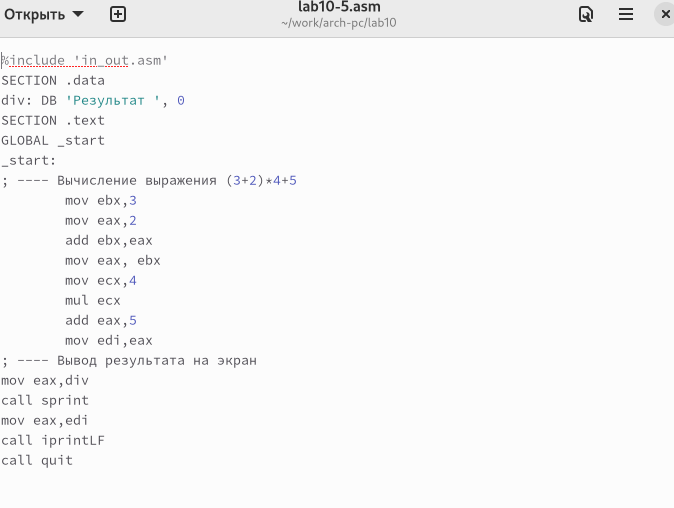 Открыть
lab10-5.asm
~/work/arch-pc/lab10
%include 'in_out.asm'
SECTION .data
div: DB 'Результат ', 0
SECTION .text
GLOBAL _start
_start:
; ---- Вычисление выражения (3+2)*4+5
mov ebx,3
mov eax,2
add ebx,eax
mov eax, ebx
mov ecx,4
mul ecx
add eax,5
mov edi,eax
; ---- Вывод результата на экран
mov eax,div
call sprint
mov eax,edi
call iprintLF
call quit